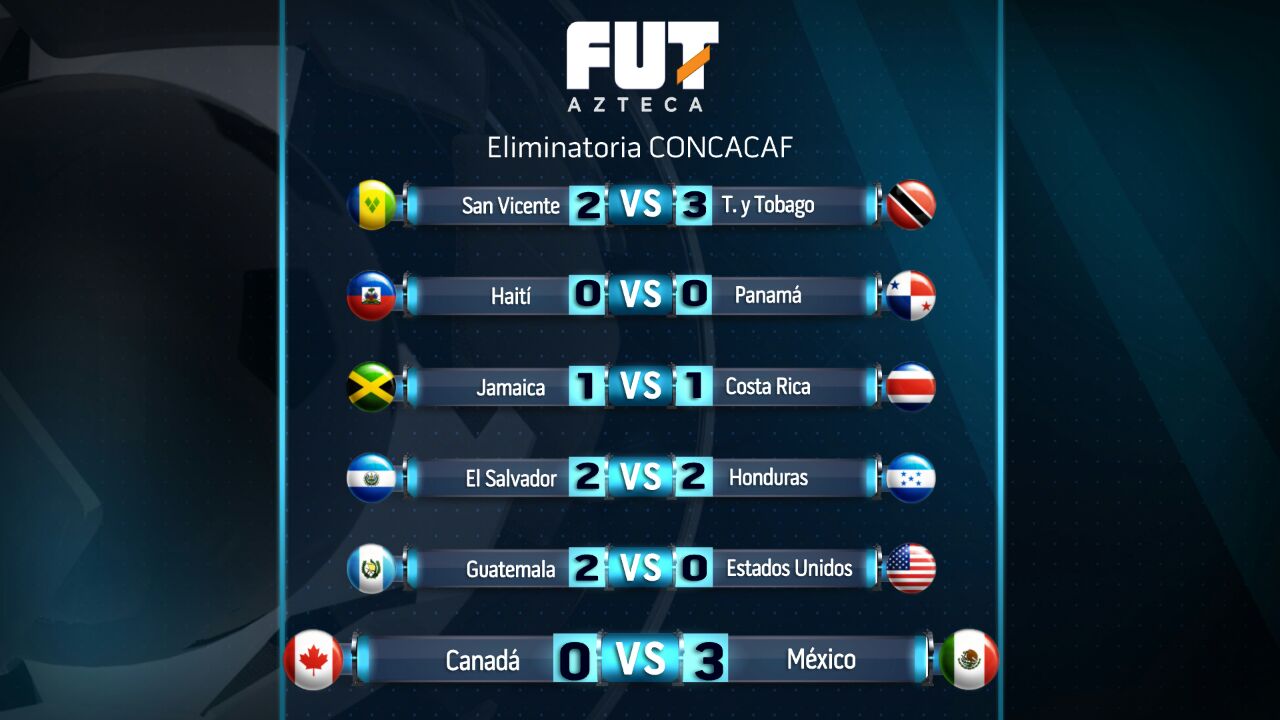 FUT
AZTECA
Eliminatoria CONCACAF
San Vicente 2 VS 3 T. y Tobago
Haití 0 VS 0 Panamá
Jamaica 1 VS 1 Costa Rica
El Salvador 2 VS 2 Honduras
Guatemala 2 VS 0 Estados Unidos
Canadá 0 VS 3 México